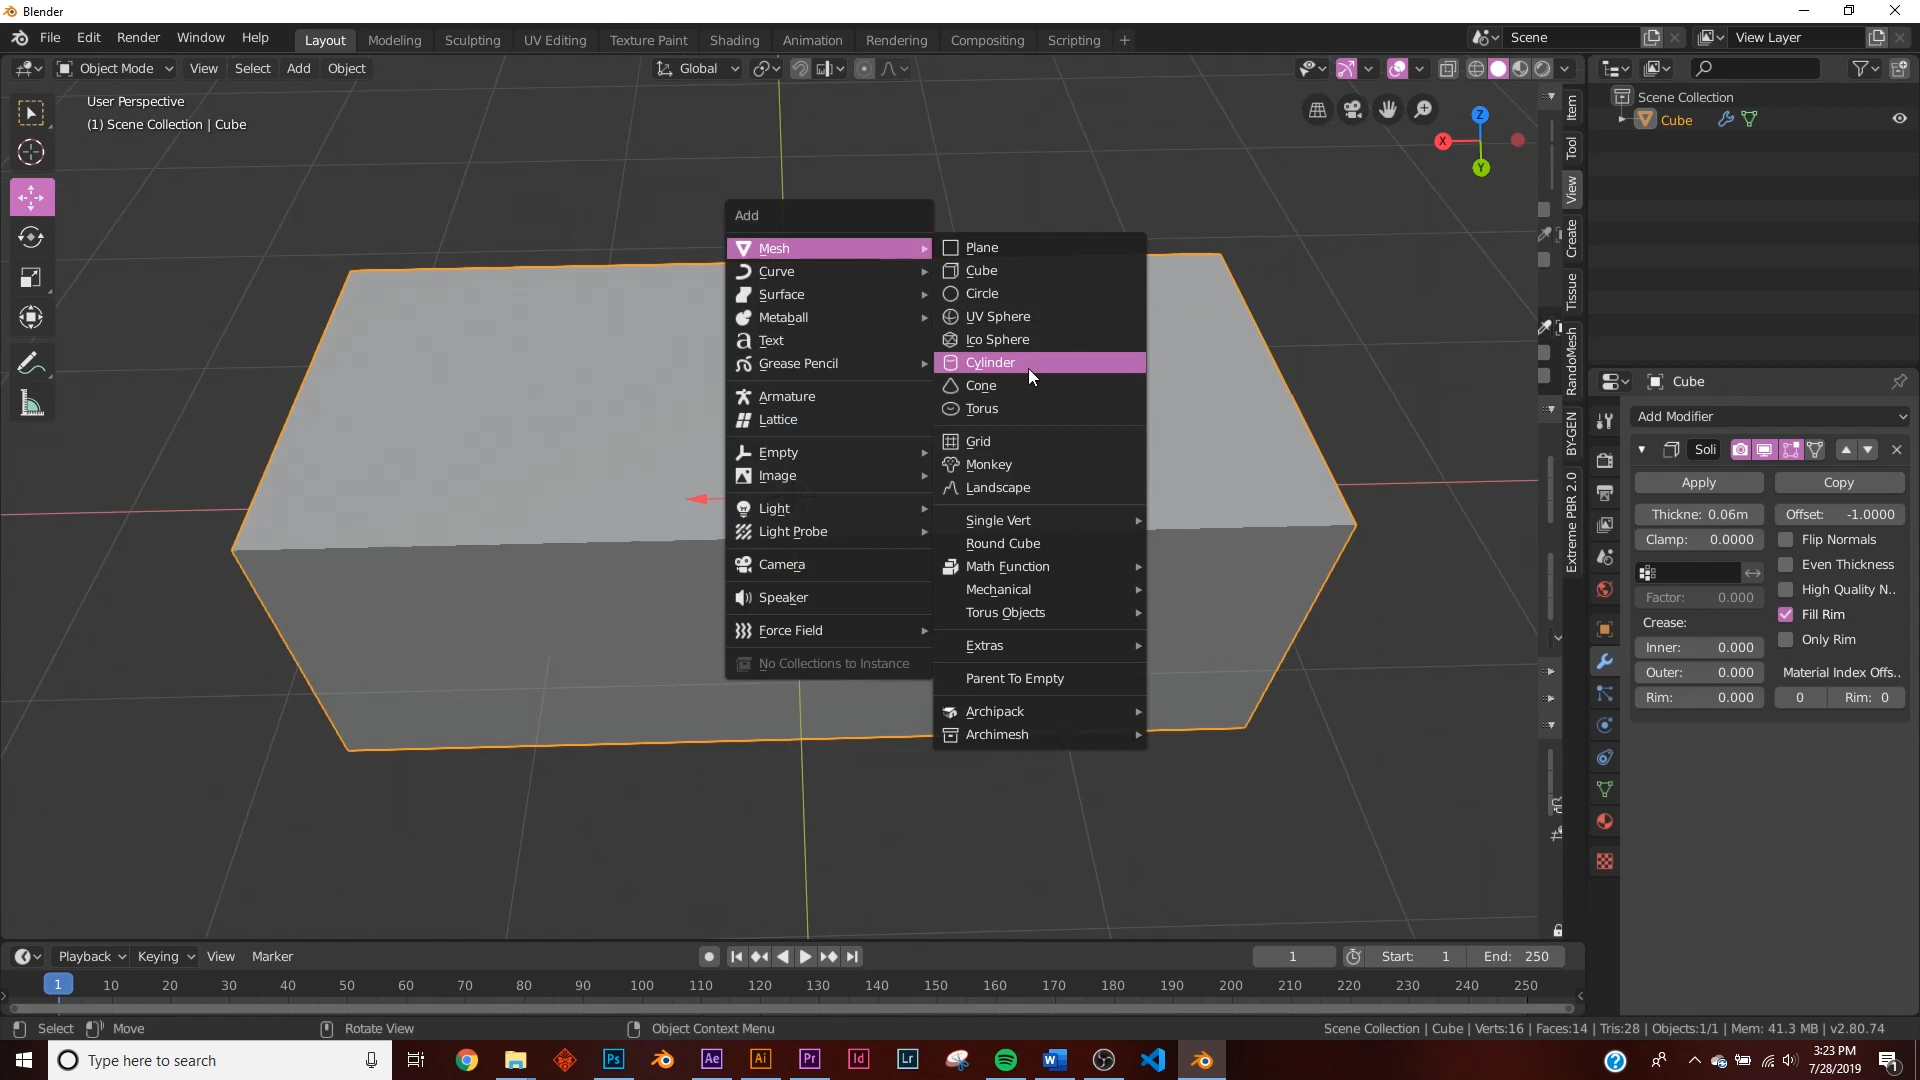 Blender
File Edit Render Window Help
Layout Modeling Sculpting UV Editing Texture Paint Shading Animation Rendering Compositing Scripting +
Scene
View Layer
Object Mode View Select Add Object
Global
User Perspective
(1) Scene Collection | Cube
Z
X
Y
Item
Tool
View
Create
Tissue
RandoMesh
BY-GEN
Extreme PBR 2.0
Add
Mesh
Curve
Surface
Metaball
Text
Grease Pencil
Armature
Lattice
Empty
Image
Light
Light Probe
Camera
Speaker
Force Field
No Collections to Instance
Plane
Cube
Circle
UV Sphere
Ico Sphere
Cylinder
Cone
Torus
Grid
Monkey
Landscape
Single Vert
Round Cube
Math Function
Mechanical
Torus Objects
Extras
Parent To Empty
Archipack
Archimesh
Scene Collection
Cube
Cube
Add Modifier
Soli
Apply Copy
Thickne: 0.06m Offset: -1.0000
Clamp: 0.0000 Flip Normals
Even Thickness
High Quality N..
Factor: 0.000
Fill Rim
Crease:
Only Rim
Inner: 0.000
Outer: 0.000 Material Index Offs..
Rim: 0.000 0 Rim: 0
Playback Keying View Marker
1 Start: 1 End: 250
1 10 20 30 40 50 60 70 80 90 100 110 120 130 140 150 160 170 180 190 200 210 220 230 240 250
Select Move Rotate View Object Context Menu
Scene Collection | Cube | Verts:16 | Faces:14 | Tris:28 | Objects:1/1 | Mem: 41.3 MB | v2.80.74
Type here to search
Ps Ae Ai Pr Id Lr
3:23 PM
7/28/2019
1